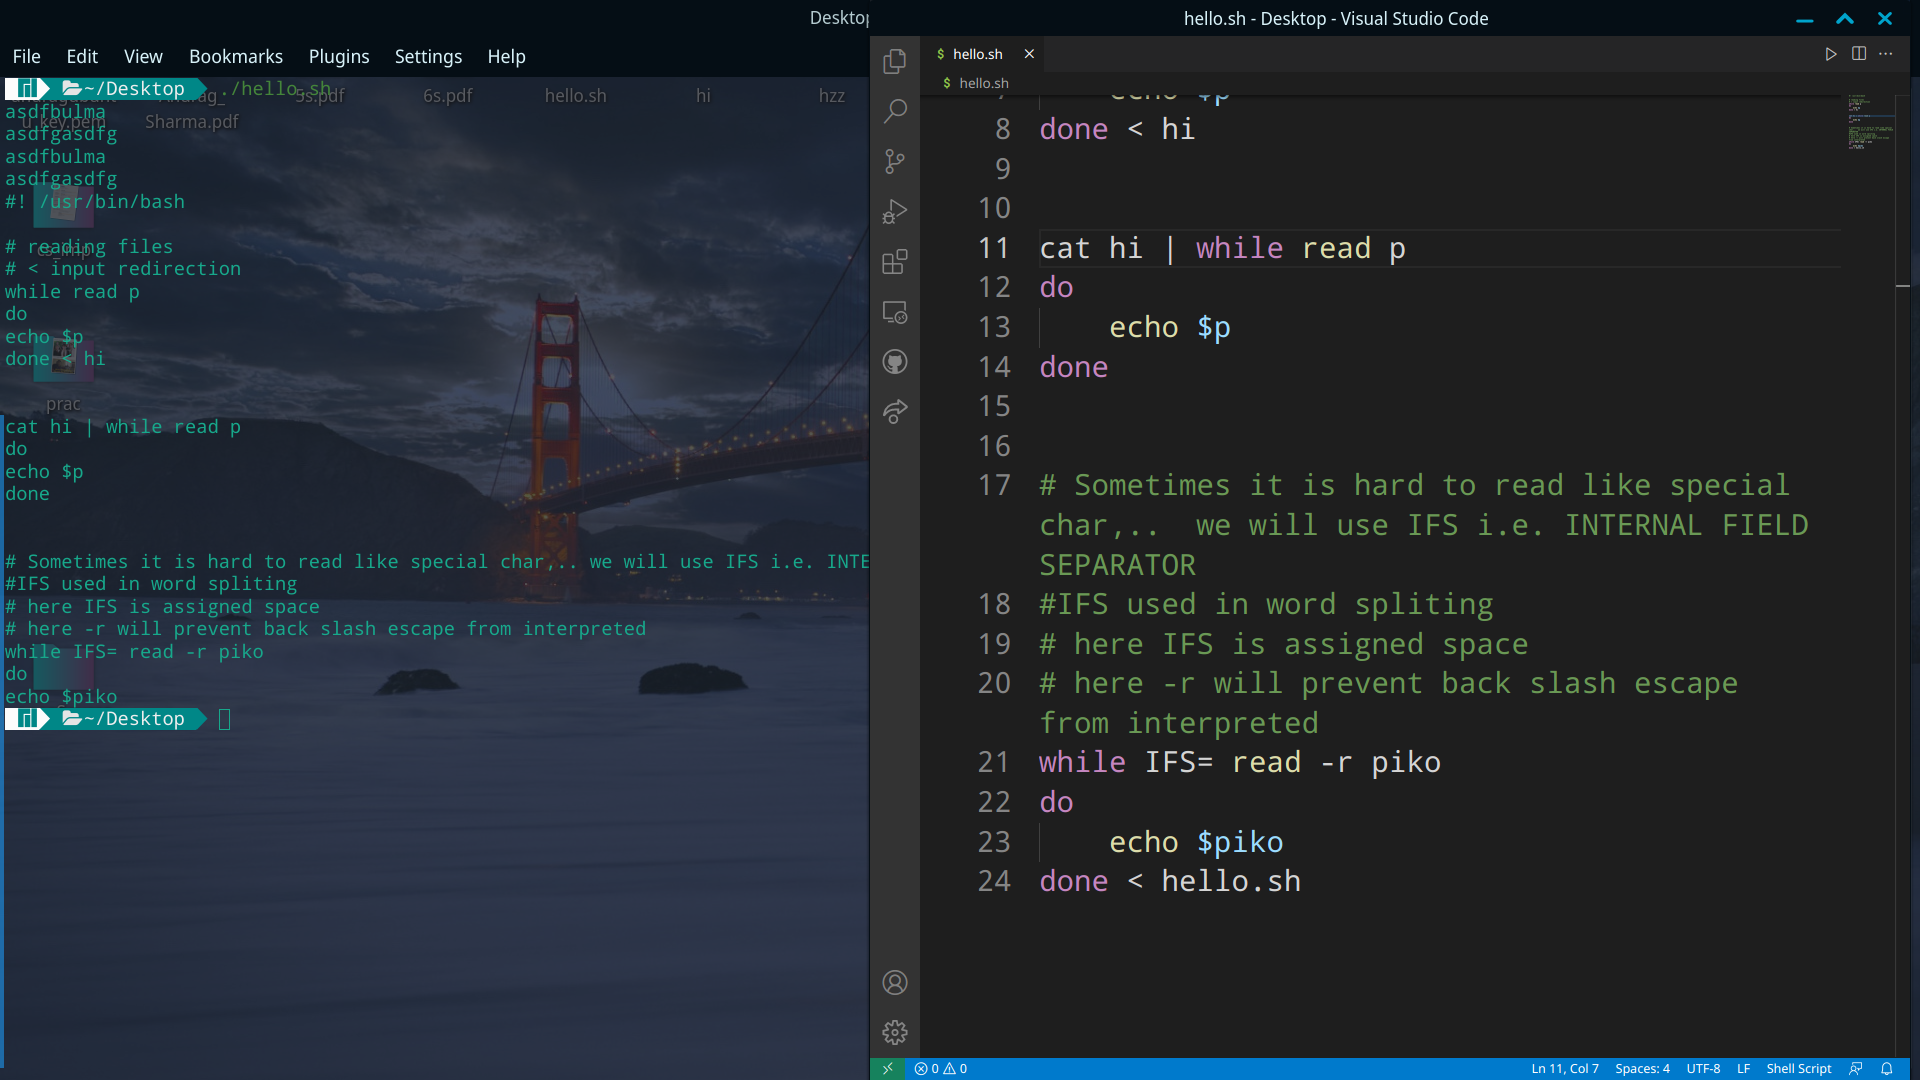 Desktop
File Edit View Bookmarks Plugins Settings Help
~/Desktop ./hello.sh
5s.pdf 6s.pdf hello.sh hi hzz
asdfbulma
u_key.pem Sharma.pdf
asdfgasdfg
asdfbulma
asdfgasdfg
#! /usr/bin/bash
# reading files
cs_imp
# < input redirection
while read p
do
echo $p
done < hi
prac
cat hi | while read p
do
echo $p
done
# Sometimes it is hard to read like special char,.. we will use IFS i.e. INTE
#IFS used in word spliting
# here IFS is assigned space
# here -r will prevent back slash escape from interpreted
while IFS= read -r piko
do
echo $piko
~/Desktop
hello.sh - Desktop - Visual Studio Code
$ hello.sh
$ hello.sh
echo $p
8 done < hi
9
10
11 cat hi | while read p
12 do
13 echo $p
14 done
15
16
17 # Sometimes it is hard to read like special
char,.. we will use IFS i.e. INTERNAL FIELD
SEPARATOR
18 #IFS used in word spliting
19 # here IFS is assigned space
20 # here -r will prevent back slash escape
from interpreted
21 while IFS= read -r piko
22 do
23 echo $piko
24 done < hello.sh
0 0 Ln 11, Col 7 Spaces: 4 UTF-8 LF Shell Script